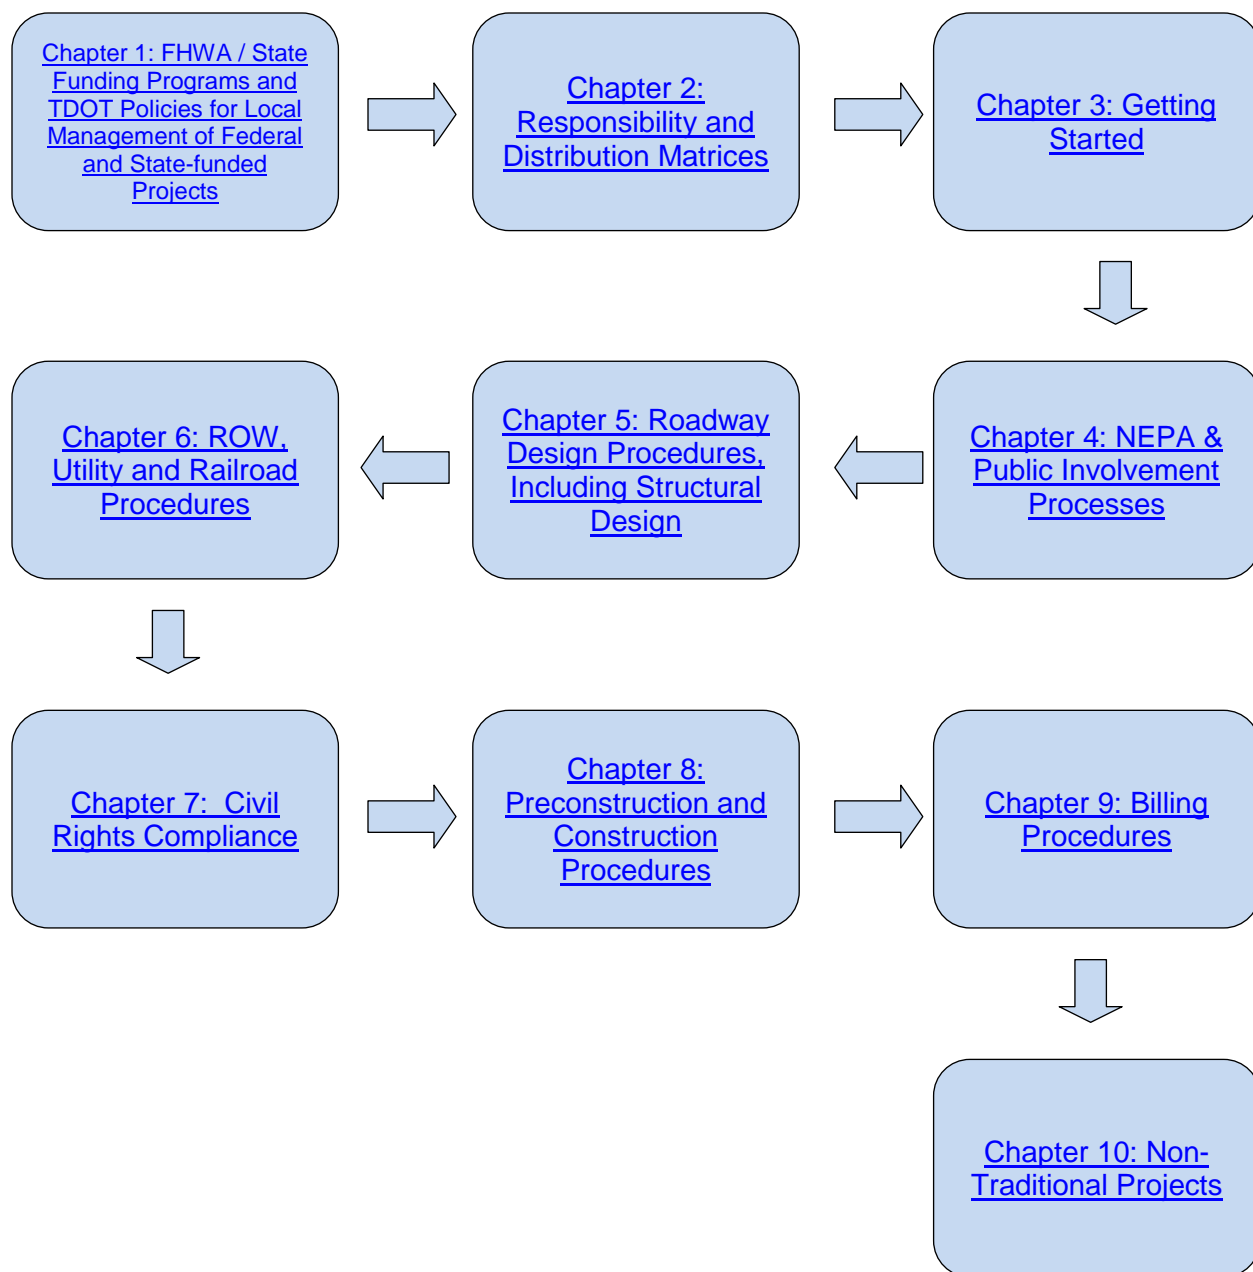 Chapter 1: FHWA / State
Funding Programs and
TDOT Policies for Local
Management of Federal
and State-funded
Projects
Chapter 2:
Responsibility and
Distribution Matrices
Chapter 3: Getting
Started
Chapter 4: NEPA &
Public Involvement
Processes
Chapter 5: Roadway
Design Procedures,
Including Structural
Design
Chapter 6: ROW,
Utility and Railroad
Procedures
Chapter 7:  Civil
Rights Compliance
Chapter 8:
Preconstruction and
Construction
Procedures
Chapter 9: Billing
Procedures
Chapter 10: Non-
Traditional Projects